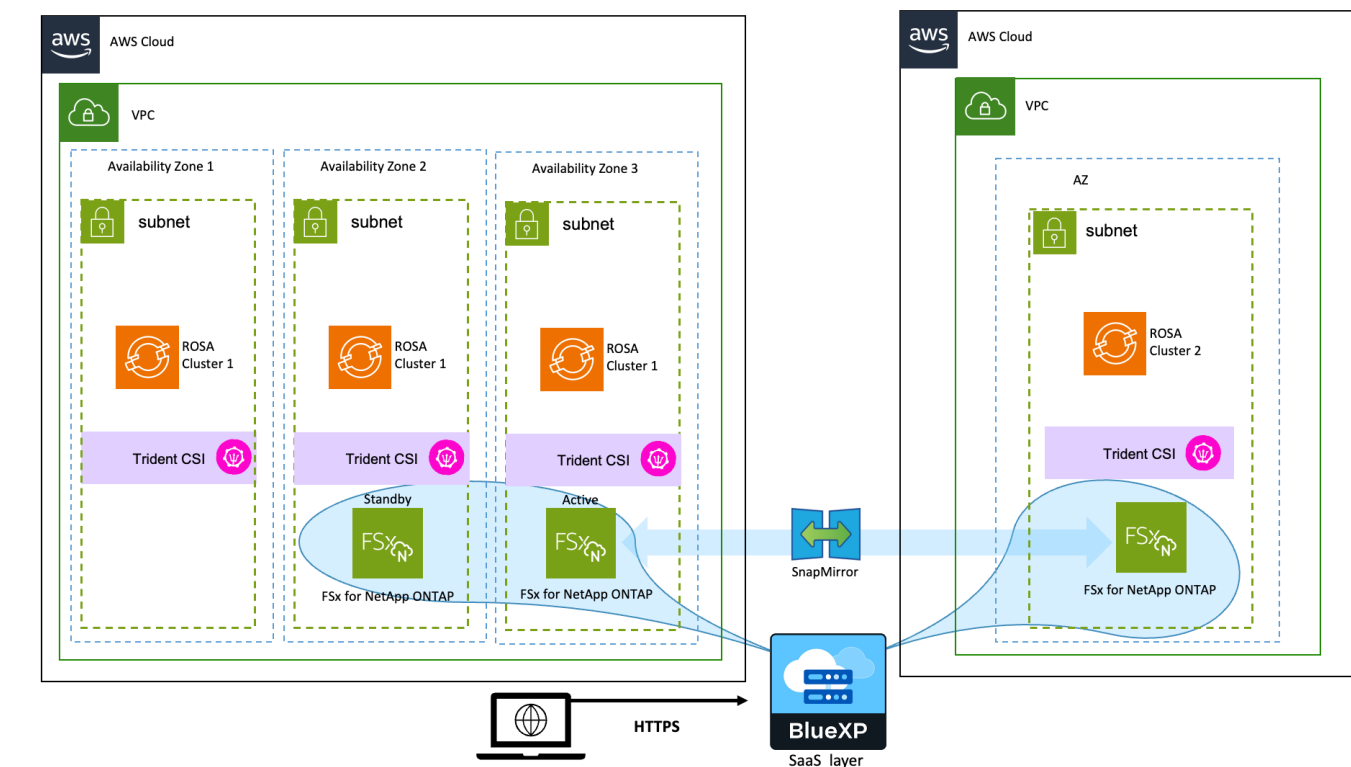 aws
AWS Cloud
VPC
Availability Zone 1
subnet
ROSA
Cluster 1
Trident CSI
Availability Zone 2
subnet
ROSA
Cluster 1
Trident CSI
Standby
FSx
N
FSx for NetApp ONTAP
Availability Zone 3
subnet
ROSA
Cluster 1
Trident CSI
Active
FSx
N
FSx for NetApp ONTAP
SnapMirror
aws
AWS Cloud
VPC
AZ
subnet
ROSA
Cluster 2
Trident CSI
FSx
N
FSx for NetApp ONTAP
HTTPS
BlueXP
SaaS layer